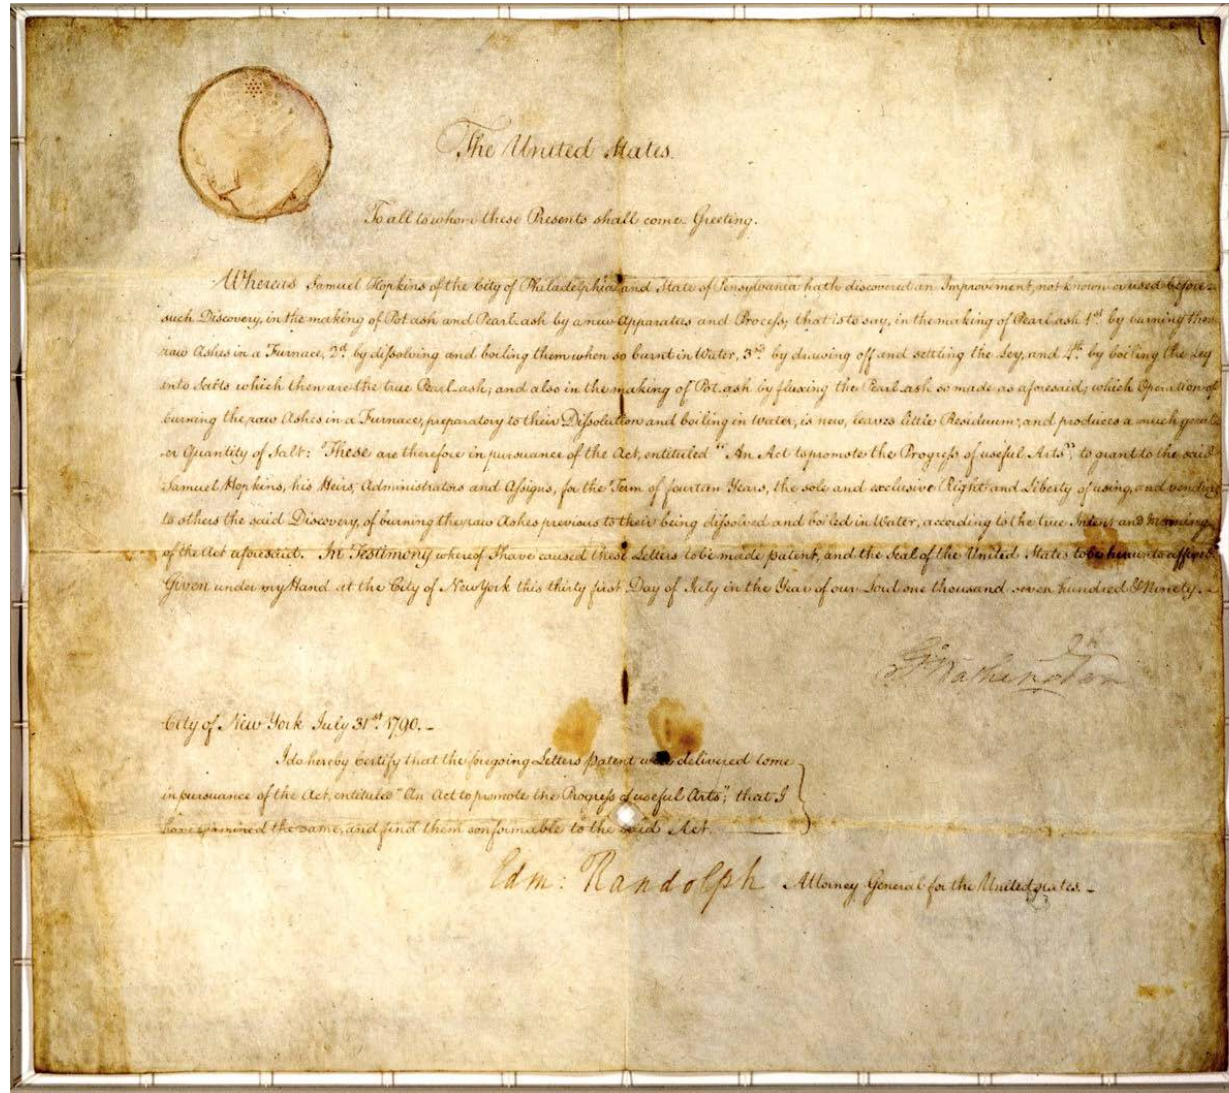 The United States.
To all to whom these Presents shall come. Greeting.
Whereas Samuel Hopkins of the City of Philadelphia and State of Pensylvania hath discovered an Improvement, not known or used before
such Discovery, in the making of Pot ash and Pearl ash by a new Apparatus and Process; that is to say, in the making of Pearl ash 1st by burning the
raw Ashes in a Furnace, 2d by dissolving and boiling them when so burnt in Water, 3rd by drawing off and settling the Ley, and 4th by boiling the Ley
into Salts which then are the true Pearl ash; and also in the making of Pot ash by fluxing the Pearl ash so made as aforesaid; which Operation of
burning the raw Ashes in a Furnace, preparatory to their Dissolution and boiling in Water, is new, leaves little Residuum; and produces a much great
er Quantity of Salt: These are therefore in pursuance of the Act, entituled "An Act to promote the Progress of useful Arts", to grant to the said
Samuel Hopkins, his Heirs, Administrators and Assigns, for the Term of fourteen Years, the sole and exclusive Right and Liberty of using, and vending
to others the said Discovery, of burning the raw Ashes previous to their being dissolved and boiled in Water, according to the true Intent and Meaning
of the Act aforesaid. In Testimony whereof I have caused these Letters to be made patent, and the Seal of the United States to be hereunto affixed
Given under my Hand at the City of New York this thirty first Day of July in the Year of our Lord one thousand seven hundred & Ninety.
Go Washington
City of New York July 31st 1790.
I do hereby Certify that the foregoing Letters patent were delivered to me
in pursuance of the Act, entituled "An Act to promote the Progress of useful Arts"; that I
have examined the same, and find them conformable to the said Act.
Edm: Randolph Attorney General for the United States.